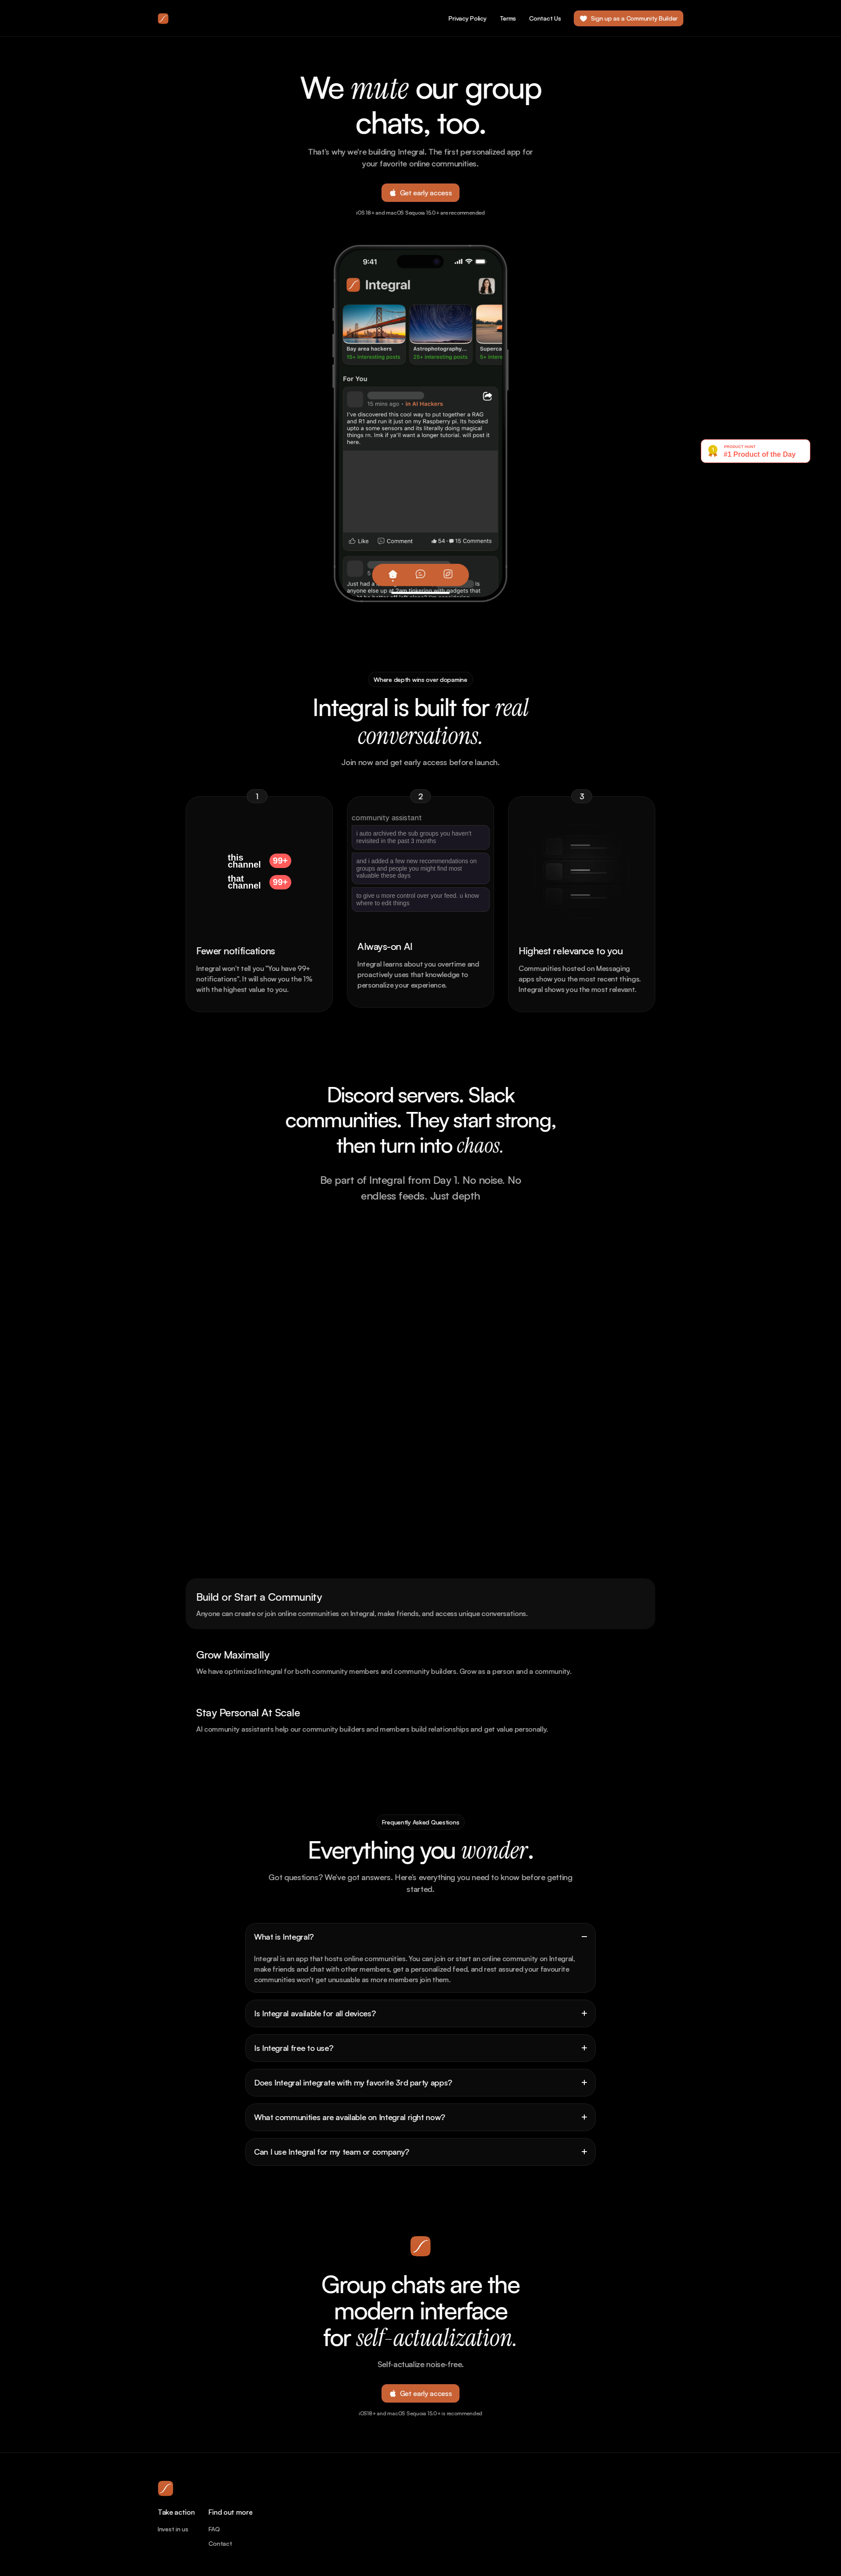 Privacy Policy
Terms
Contact Us
Sign up as a Community Builder
We mute our group
chats, too.
That's why we're building Integral. The first personalized app for
your favorite online communities.
Get early access
iOS 18+ and macOS Sequoia 15.0+ are recommended
9:41
Integral
Bay area hackers
15+ interesting posts
Astrophotography...
25+ interesting posts
Superca
5+ intere
For You
15 mins ago · in AI Hackers
I've discovered this cool way to put together a RAG
and R1 and run it just on my Raspberry pi. Its hooked
upto a some sensors and its literally doing magical
things rn. lmk if ya'll want a longer tutorial. will post it
here.
Like
Comment
54 · 15 Comments
5
Just had a
is
anyone else up at 2am tinkering with gadgets that
PRODUCT HUNT
#1 Product of the Day
Where depth wins over dopamine
Integral is built for real
conversations.
Join now and get early access before launch.
1
this
channel
99+
that
channel
99+
Fewer notifications
Integral won't tell you "You have 99+
notifications". It will show you the 1%
with the highest value to you.
2
community assistant
i auto archived the sub groups you haven't
revisited in the past 3 months
and i added a few new recommendations on
groups and people you might find most
valuable these days
to give u more control over your feed. u know
where to edit things
Always-on AI
Integral learns about you overtime and
proactively uses that knowledge to
personalize your experience.
3
Highest relevance to you
Communities hosted on Messaging
apps show you the most recent things.
Integral shows you the most relevant.
Discord servers. Slack
communities. They start strong,
then turn into chaos.
Be part of Integral from Day 1. No noise. No
endless feeds. Just depth
Build or Start a Community
Anyone can create or join online communities on Integral, make friends, and access unique conversations.
Grow Maximally
We have optimized Integral for both community members and community builders. Grow as a person and a community.
Stay Personal At Scale
AI community assistants help our community builders and members build relationships and get value personally.
Frequently Asked Questions
Everything you wonder.
Got questions? We've got answers. Here's everything you need to know before getting
started.
What is Integral?
Integral is an app that hosts online communities. You can join or start an online community on Integral,
make friends and chat with other members, get a personalized feed, and rest assured your favourite
communities won't get unusuable as more members join them.
Is Integral available for all devices?
Is Integral free to use?
Does Integral integrate with my favorite 3rd party apps?
What communities are available on Integral right now?
Can I use Integral for my team or company?
Group chats are the
modern interface
for self-actualization.
Self-actualize noise-free.
Get early access
iOS18+ and macOS Sequoia 15.0+ is recommended
Take action
Find out more
Invest in us
FAQ
Contact